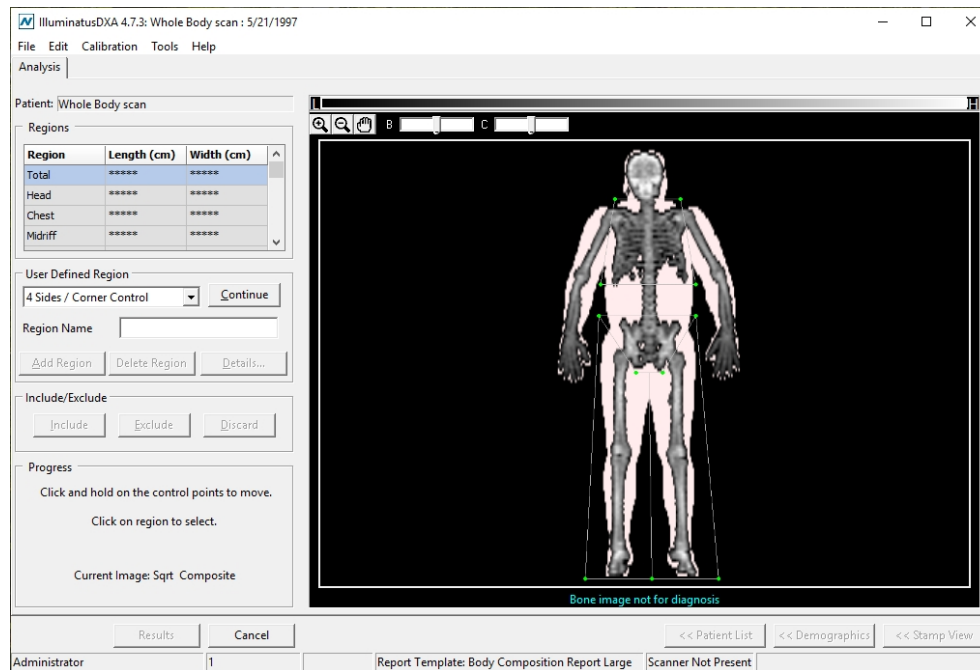 IlluminatusDXA 4.7.3: Whole Body scan : 5/21/1997
File Edit Calibration Tools Help
Analysis
Patient: Whole Body scan
L H
B C
Regions
Region Length (cm) Width (cm)
Total ***** *****
Head ***** *****
Chest ***** *****
Midriff ***** *****
User Defined Region
4 Sides / Corner Control Continue
Region Name
Add Region Delete Region Details...
Include/Exclude
Include Exclude Discard
Progress
Click and hold on the control points to move.
Click on region to select.
Current Image: Sqrt Composite
Bone image not for diagnosis
Results Cancel << Patient List << Demographics << Stamp View
Administrator 1 Report Template: Body Composition Report Large Scanner Not Present